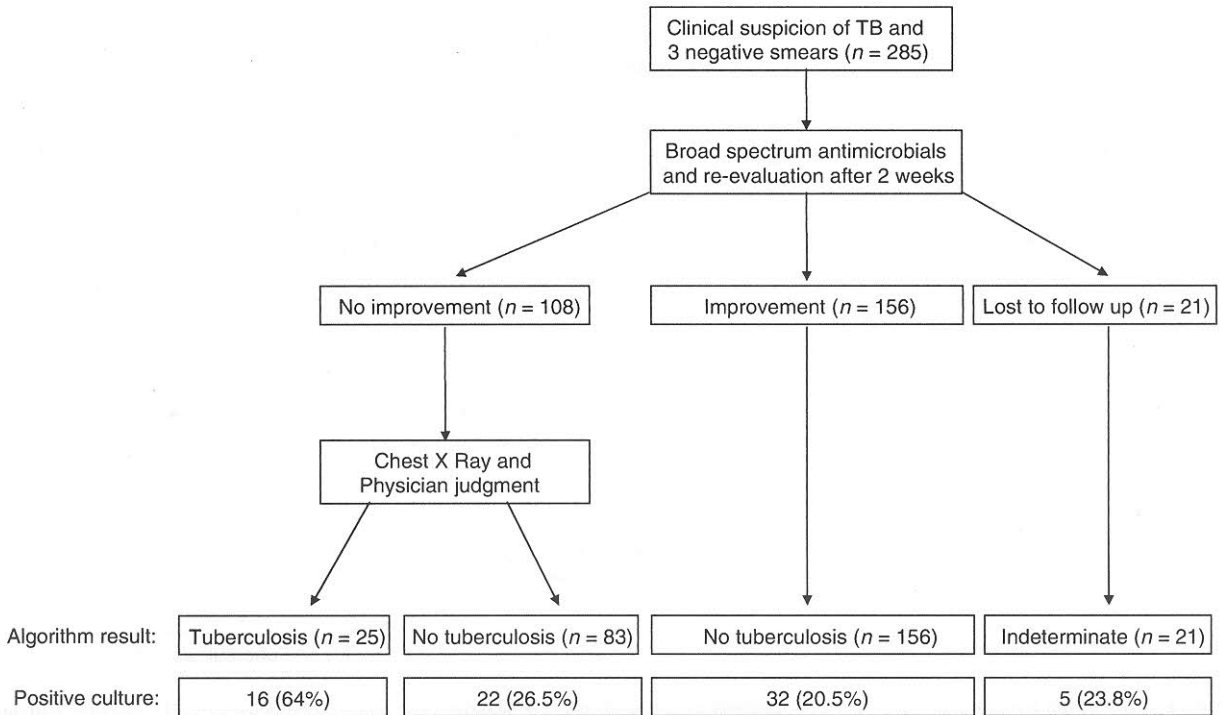 Clinical suspicion of TB and
3 negative smears (n = 285)
Broad spectrum antimicrobials
and re-evaluation after 2 weeks
No improvement (n = 108)
Improvement (n = 156)
Lost to follow up (n = 21)
Chest X Ray and
Physician judgment
Algorithm result:
Tuberculosis (n = 25)
No tuberculosis (n = 83)
No tuberculosis (n = 156)
Indeterminate (n = 21)
Positive culture:
16 (64%)
22 (26.5%)
32 (20.5%)
5 (23.8%)